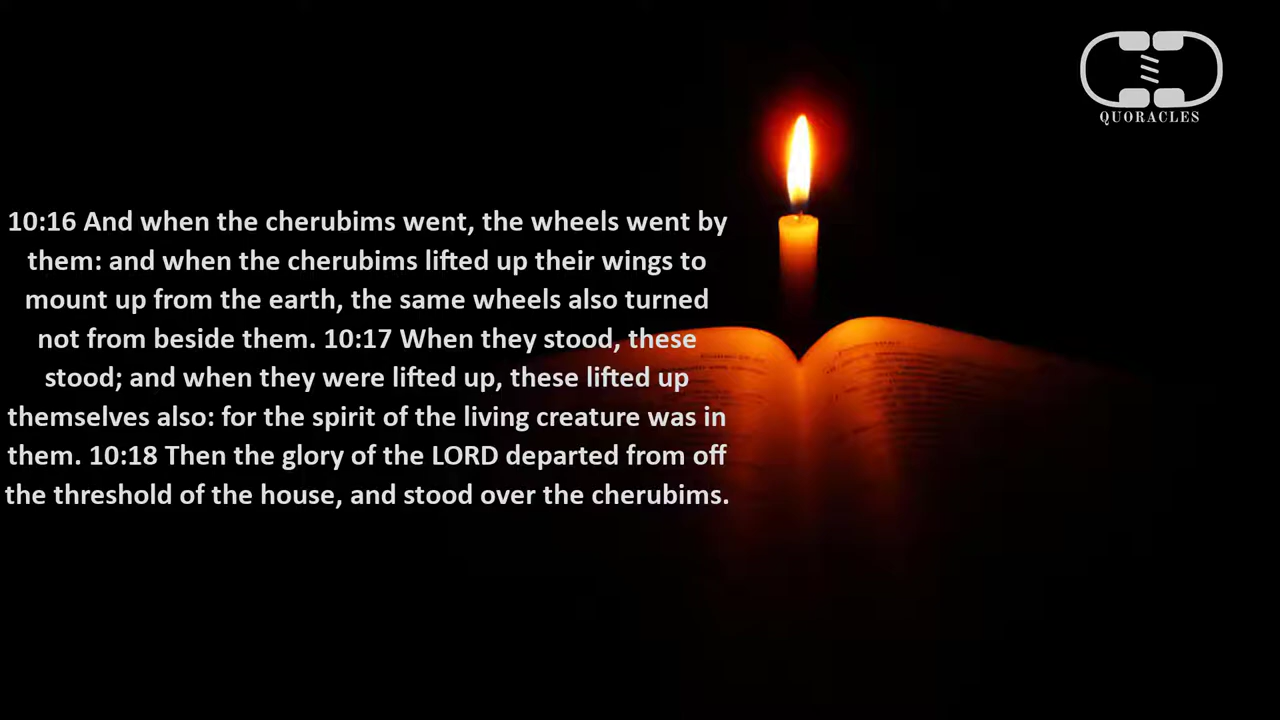 QUORACLES
10:16 And when the cherubims went, the wheels went by
them: and when the cherubims lifted up their wings to
mount up from the earth, the same wheels also turned
not from beside them. 10:17 When they stood, these
stood; and when they were lifted up, these lifted up
themselves also: for the spirit of the living creature was in
them. 10:18 Then the glory of the LORD departed from off
the threshold of the house, and stood over the cherubims.